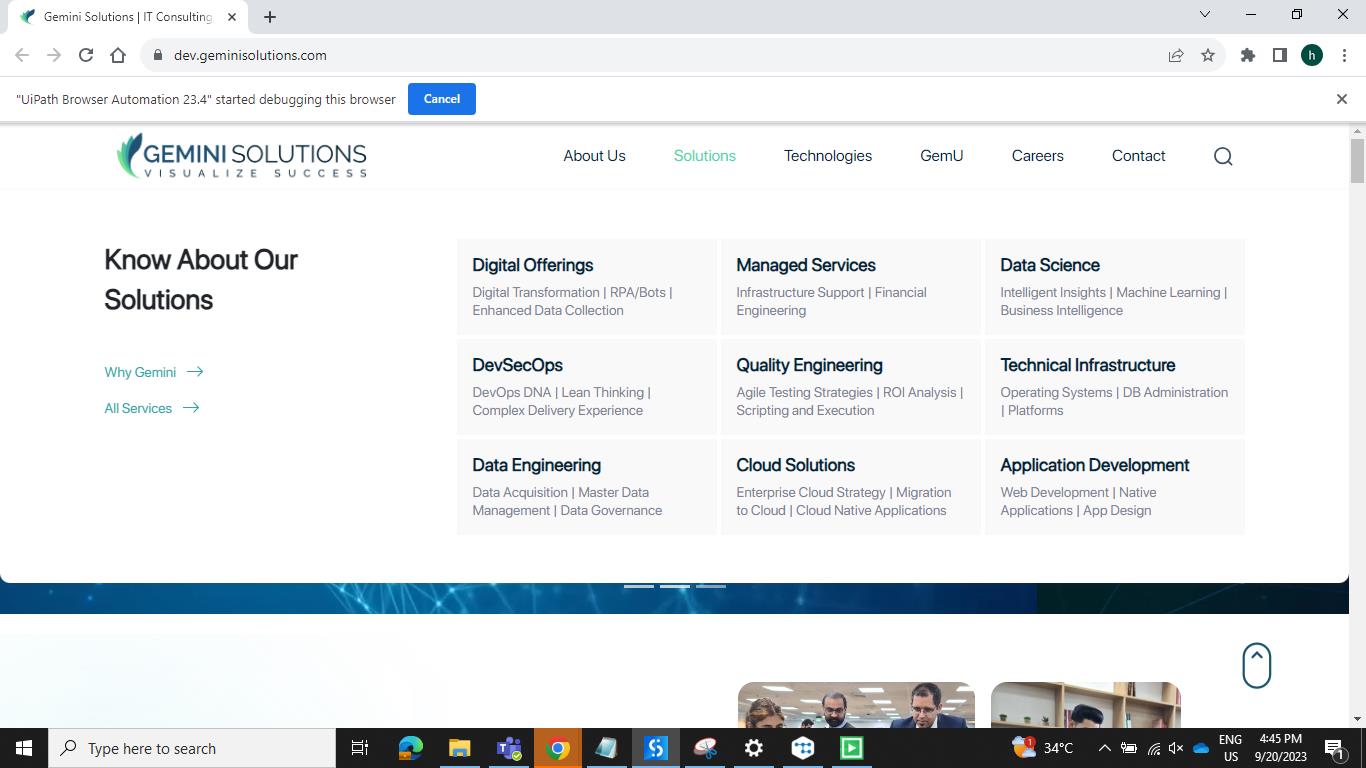 Gemini Solutions | IT Consulting
dev.geminisolutions.com
h
"UiPath Browser Automation 23.4" started debugging this browser
Cancel
GEMINI SOLUTIONS
VISUALIZE SUCCESS
About Us
Solutions
Technologies
GemU
Careers
Contact
Know About Our
Solutions
Why Gemini
All Services
Digital Offerings
Digital Transformation | RPA/Bots |
Enhanced Data Collection
Managed Services
Infrastructure Support | Financial
Engineering
Data Science
Intelligent Insights | Machine Learning |
Business Intelligence
DevSecOps
DevOps DNA | Lean Thinking |
Complex Delivery Experience
Quality Engineering
Agile Testing Strategies | ROI Analysis |
Scripting and Execution
Technical Infrastructure
Operating Systems | DB Administration
| Platforms
Data Engineering
Data Acquisition | Master Data
Management | Data Governance
Cloud Solutions
Enterprise Cloud Strategy | Migration
to Cloud | Cloud Native Applications
Application Development
Web Development | Native
Applications | App Design
Type here to search
1
34°C
ENG
US
4:45 PM
9/20/2023
1